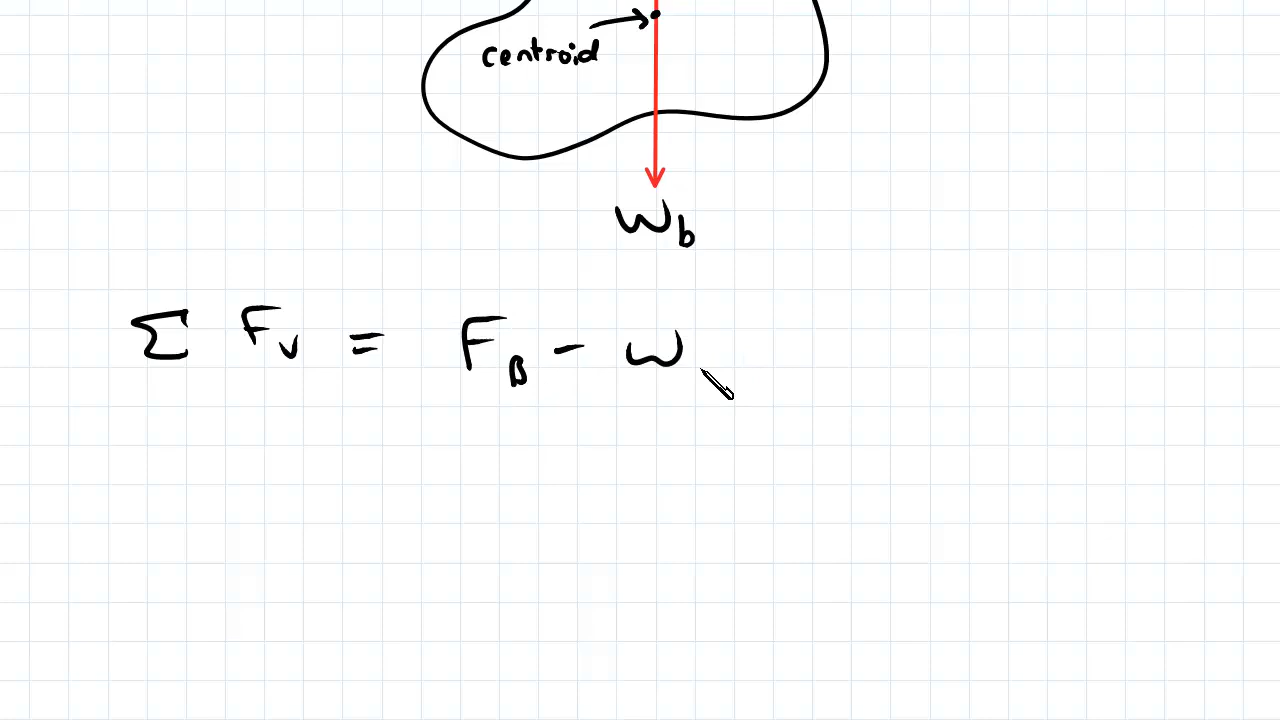 centroid
W_b
Σ F_v = F_B - W